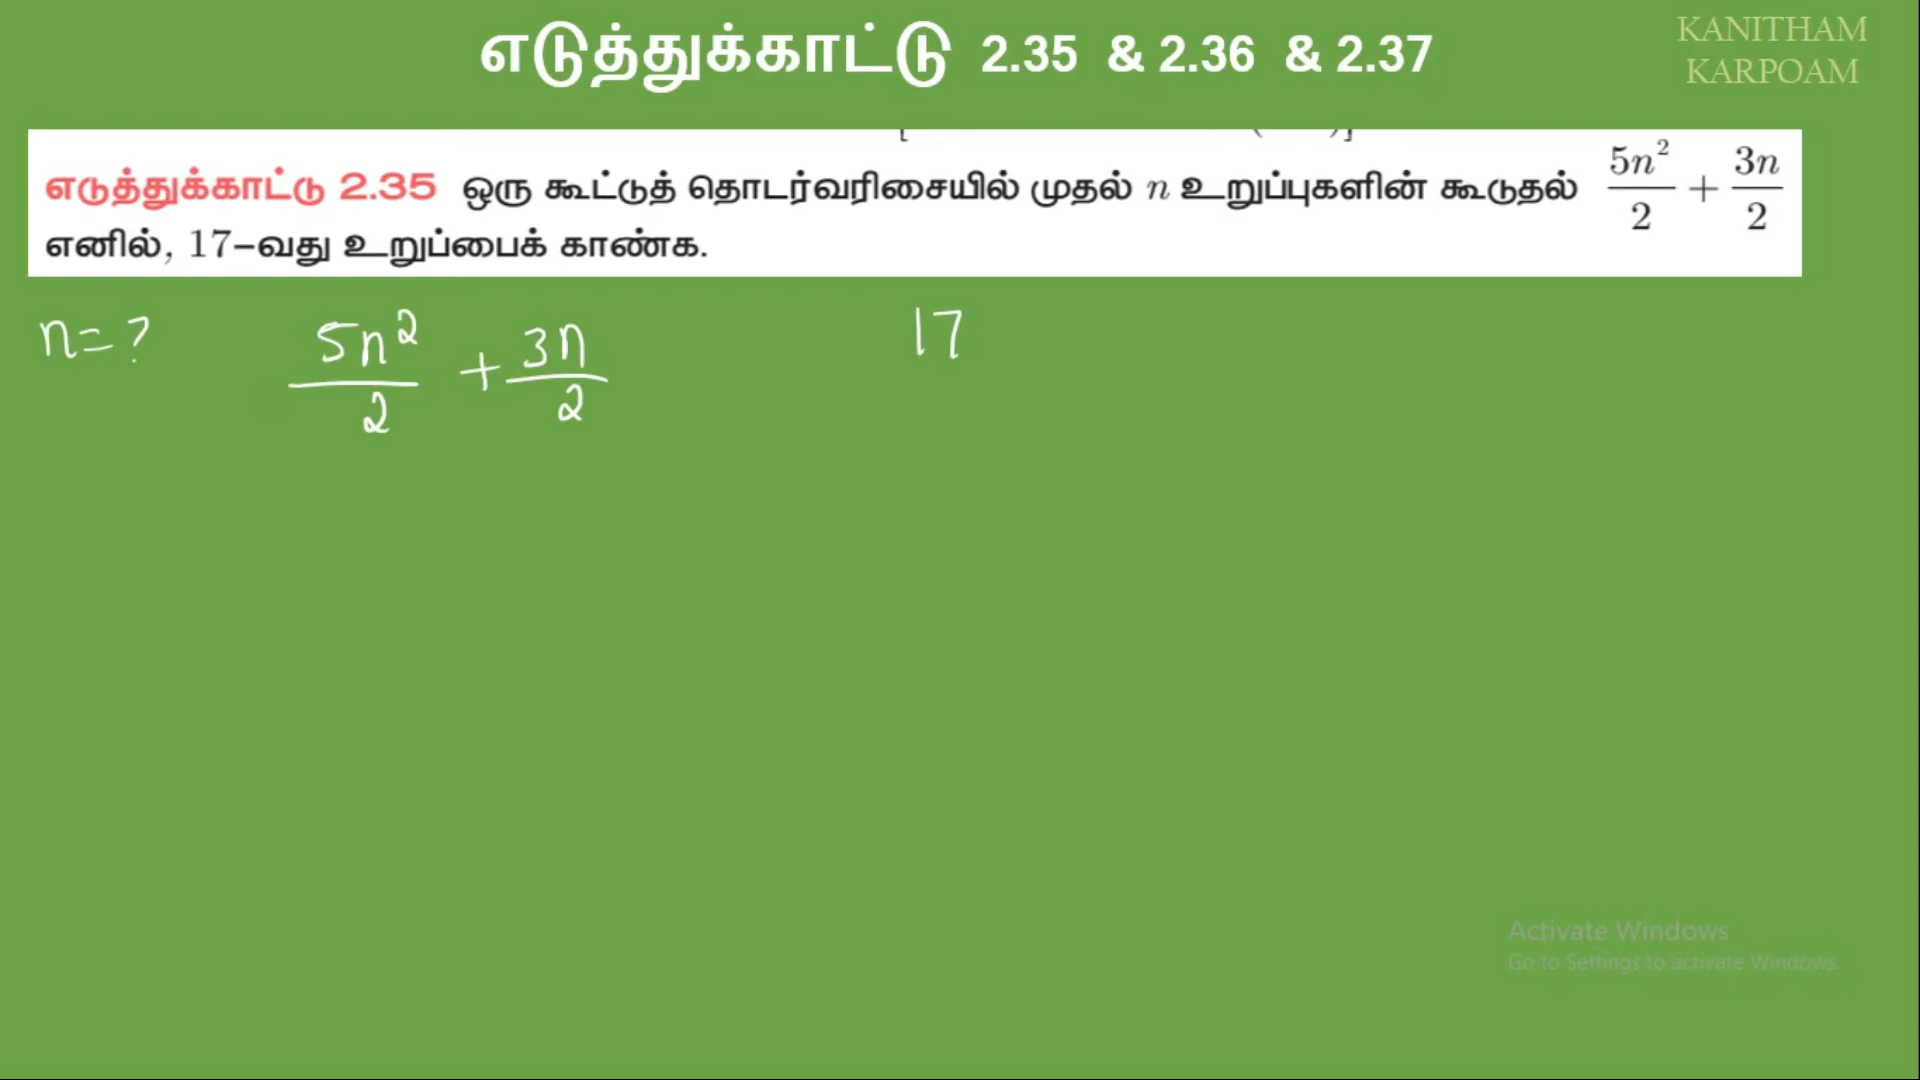 எடுத்துக்காட்டு 2.35 & 2.36 & 2.37
KANITHAM
KARPOAM
எடுத்துக்காட்டு 2.35 ஒரு கூட்டுத் தொடர்வரிசையில் முதல் n உறுப்புகளின் கூடுதல் 5n²/2 + 3n/2
எனில், 17–வது உறுப்பைக் காண்க.
n=? 5n²/2 + 3n/2 17
Activate Windows
Go to Settings to activate Windows.